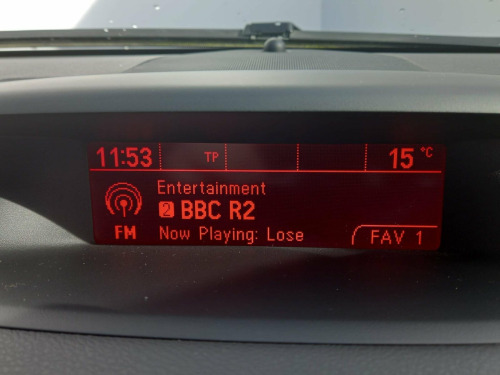 11:53 TP 15 °C
Entertainment
2 BBC R2
FM Now Playing: Lose FAV 1